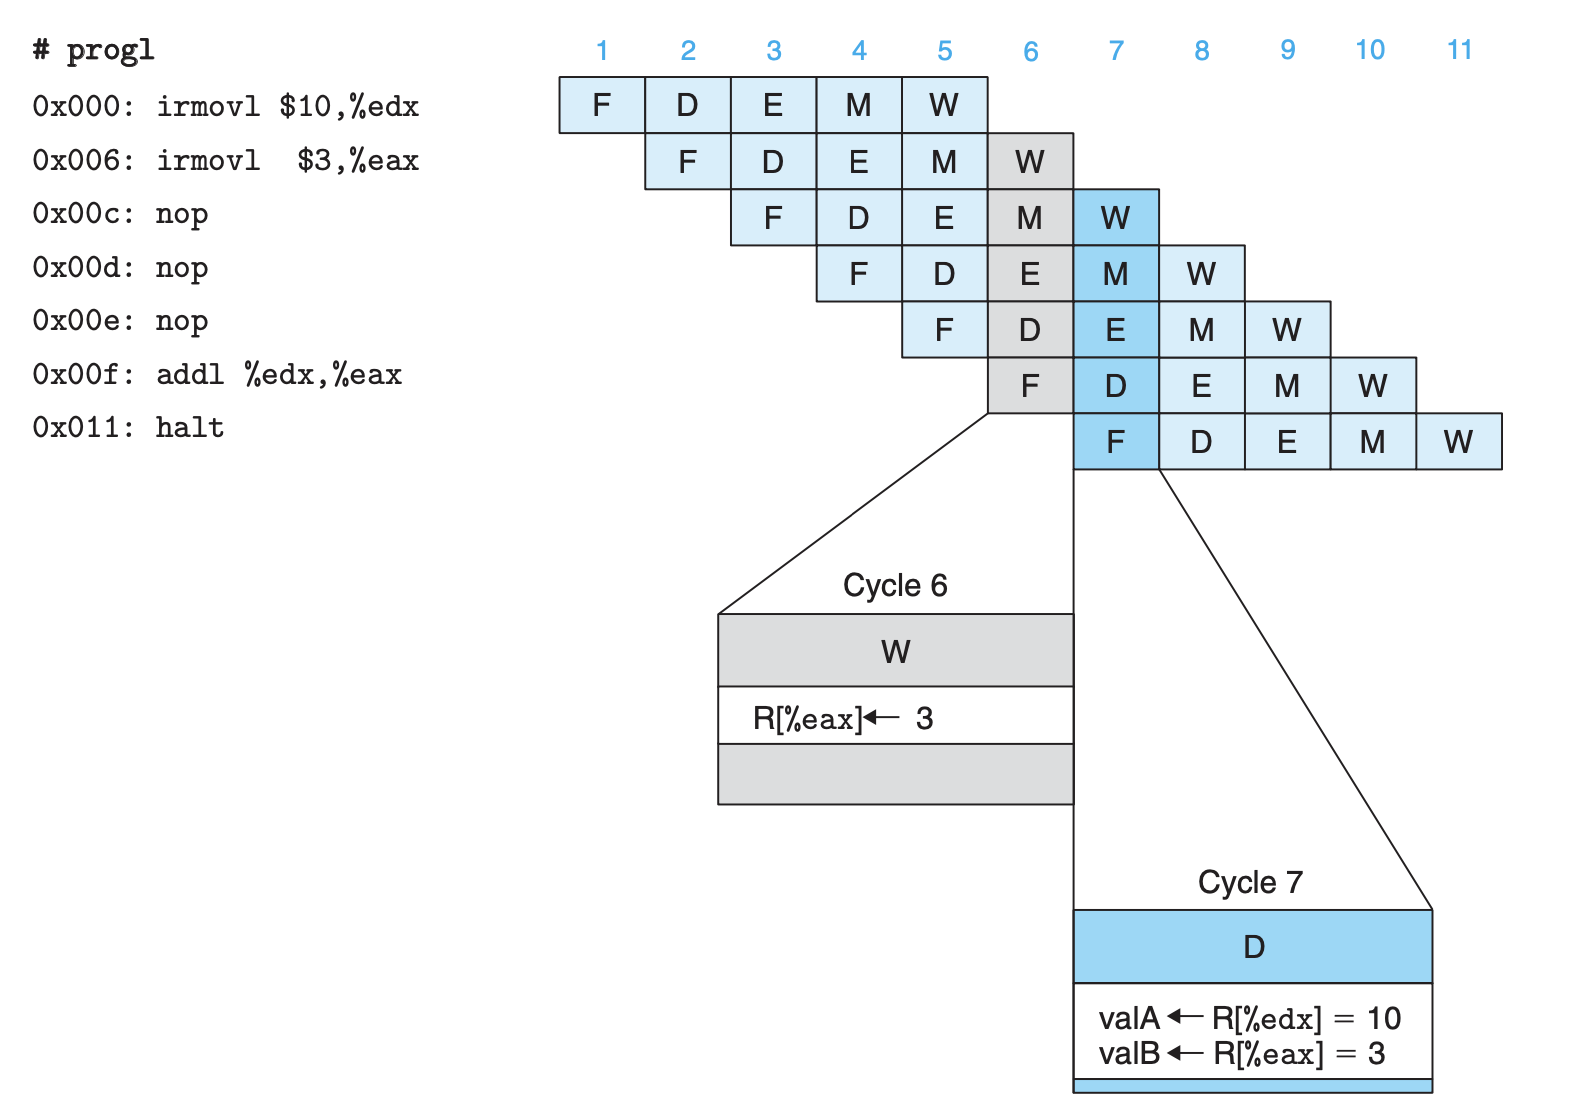 # progl
1 2 3 4 5 6 7 8 9 10 11
0x000: irmovl $10,%edx F D E M W
0x006: irmovl  $3,%eax F D E M W
0x00c: nop F D E M W
0x00d: nop F D E M W
0x00e: nop F D E M W
0x00f: addl %edx,%eax F D E M W
0x011: halt F D E M W
Cycle 6
W
R[%eax]← 3
Cycle 7
D
valA ← R[%edx] = 10
valB ← R[%eax] = 3